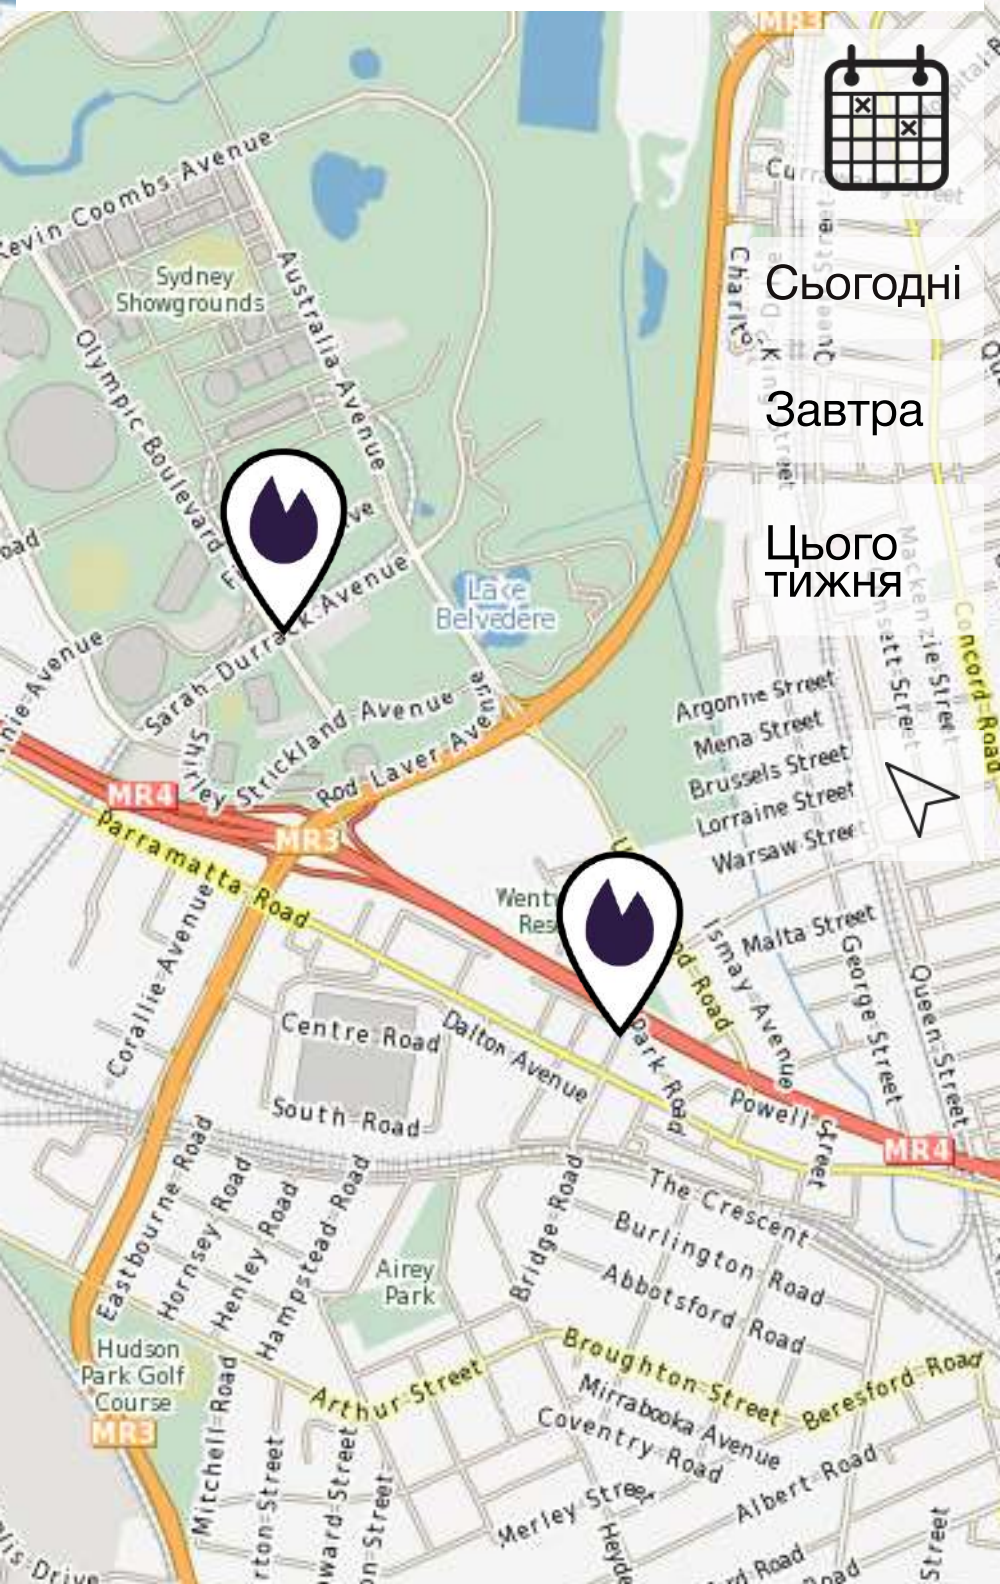 MR3
Kevin Coombs Avenue
Sydney
Showgrounds
Australia Avenue
Olympic Boulevard
Сьогодні
Завтра
Цього
тижня
Lake
Belvedere
Sarah Durrack Avenue
Strickland Avenue
Shirley
Rod Laver Avenue
Argonne Street
Mena Street
Brussels Street
Lorraine Street
Warsaw Street
Concord Road
Mackenzie Street
MR4
MR3
Parramatta Road
Malta Street
Ismay Avenue
George Street
Queen Street
Corallie Avenue
Centre Road
Dalton Avenue
Park Road
Powell Street
South Road
MR4
The Crescent
Burlington Road
Abbotsford Road
Bridge Road
Eastbourne Road
Hornsey Road
Henley Road
Hampstead Road
Airey
Park
Hudson
Park Golf
Course
Arthur Street
Broughton Street
Beresford Road
Mirrabooka Avenue
Coventry Road
MR3
Mitchell Road
Albert Road
Merley Street
Street